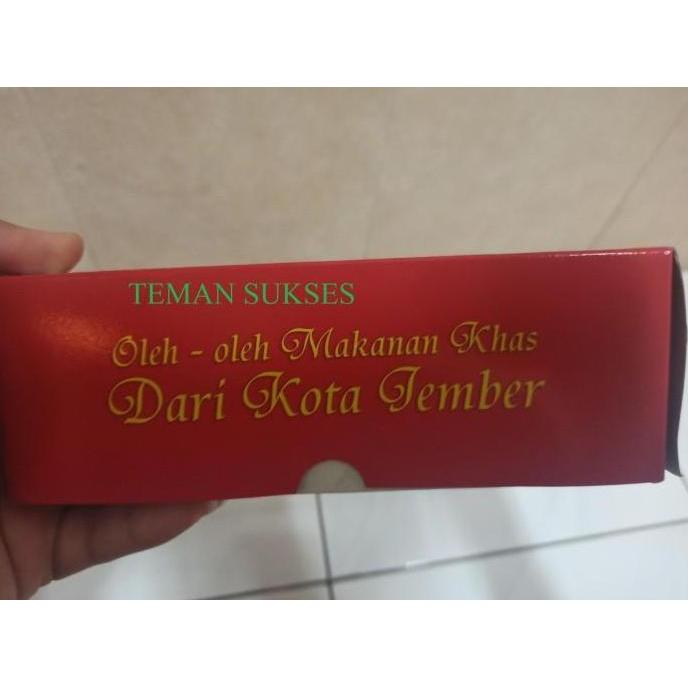 TEMAN SUKSES
Oleh - oleh Makanan Khas
Dari Kota Jember